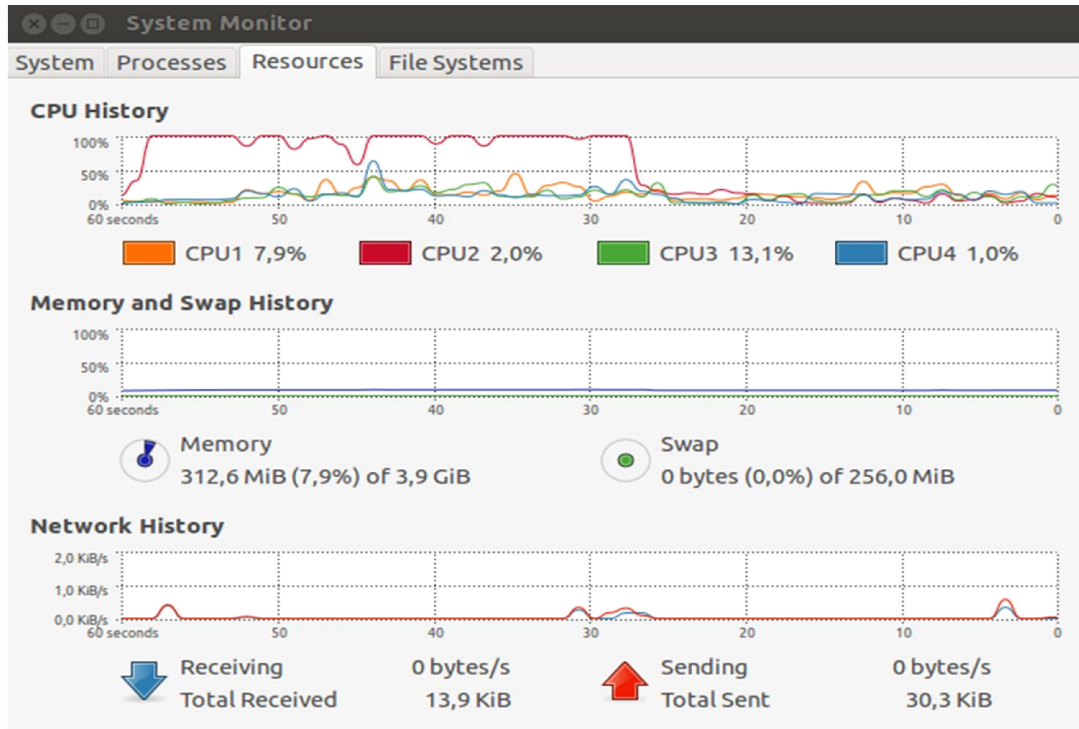 System Monitor
System Processes Resources File Systems
CPU History
100%
50%
0%
60 seconds 50 40 30 20 10 0
CPU1 7,9% CPU2 2,0% CPU3 13,1% CPU4 1,0%
Memory and Swap History
100%
50%
0%
60 seconds 50 40 30 20 10 0
Memory Swap
312,6 MiB (7,9%) of 3,9 GiB 0 bytes (0,0%) of 256,0 MiB
Network History
2,0 KiB/s
1,0 KiB/s
0,0 KiB/s
60 seconds 50 40 30 20 10 0
Receiving 0 bytes/s Sending 0 bytes/s
Total Received 13,9 KiB Total Sent 30,3 KiB